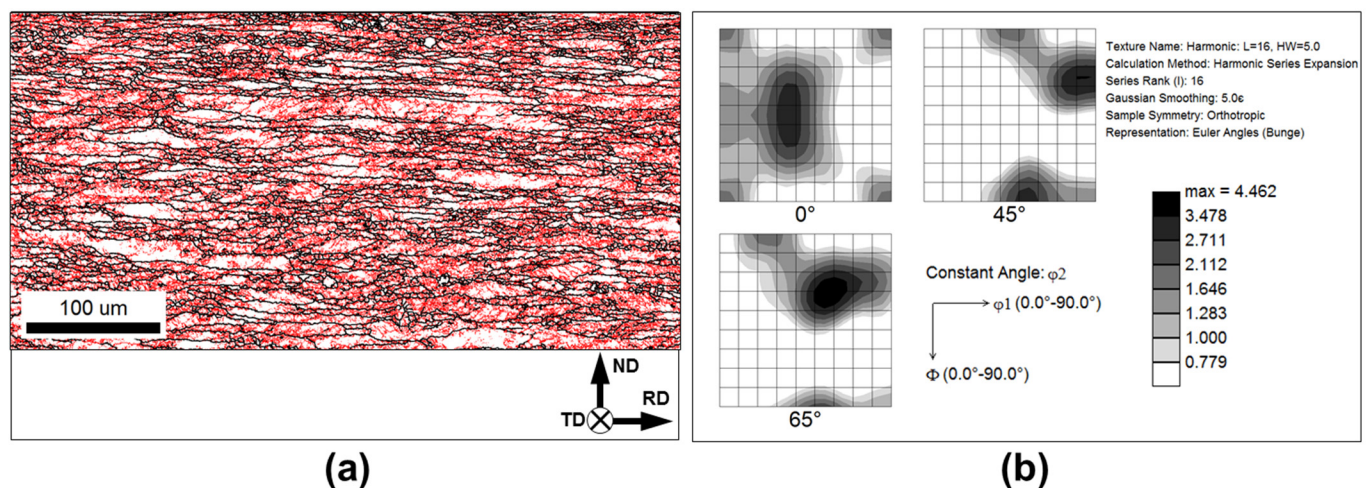 100 um
ND
RD
TD
(a)
0°
45°
65°
Texture Name: Harmonic: L=16, HW=5.0
Calculation Method: Harmonic Series Expansion
Series Rank (l): 16
Gaussian Smoothing: 5.0є
Sample Symmetry: Orthotropic
Representation: Euler Angles (Bunge)
Constant Angle: φ2
φ1 (0.0°-90.0°)
Φ (0.0°-90.0°)
max = 4.462
3.478
2.711
2.112
1.646
1.283
1.000
0.779
(b)